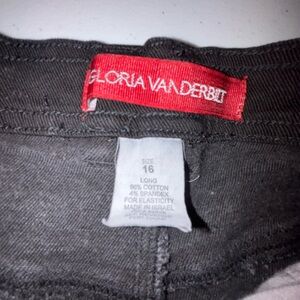 GLORIA VANDERBILT
SIZE
16
LONG
96% COTTON
4% SPANDEX
FOR ELASTICITY
MADE IN ISRAEL